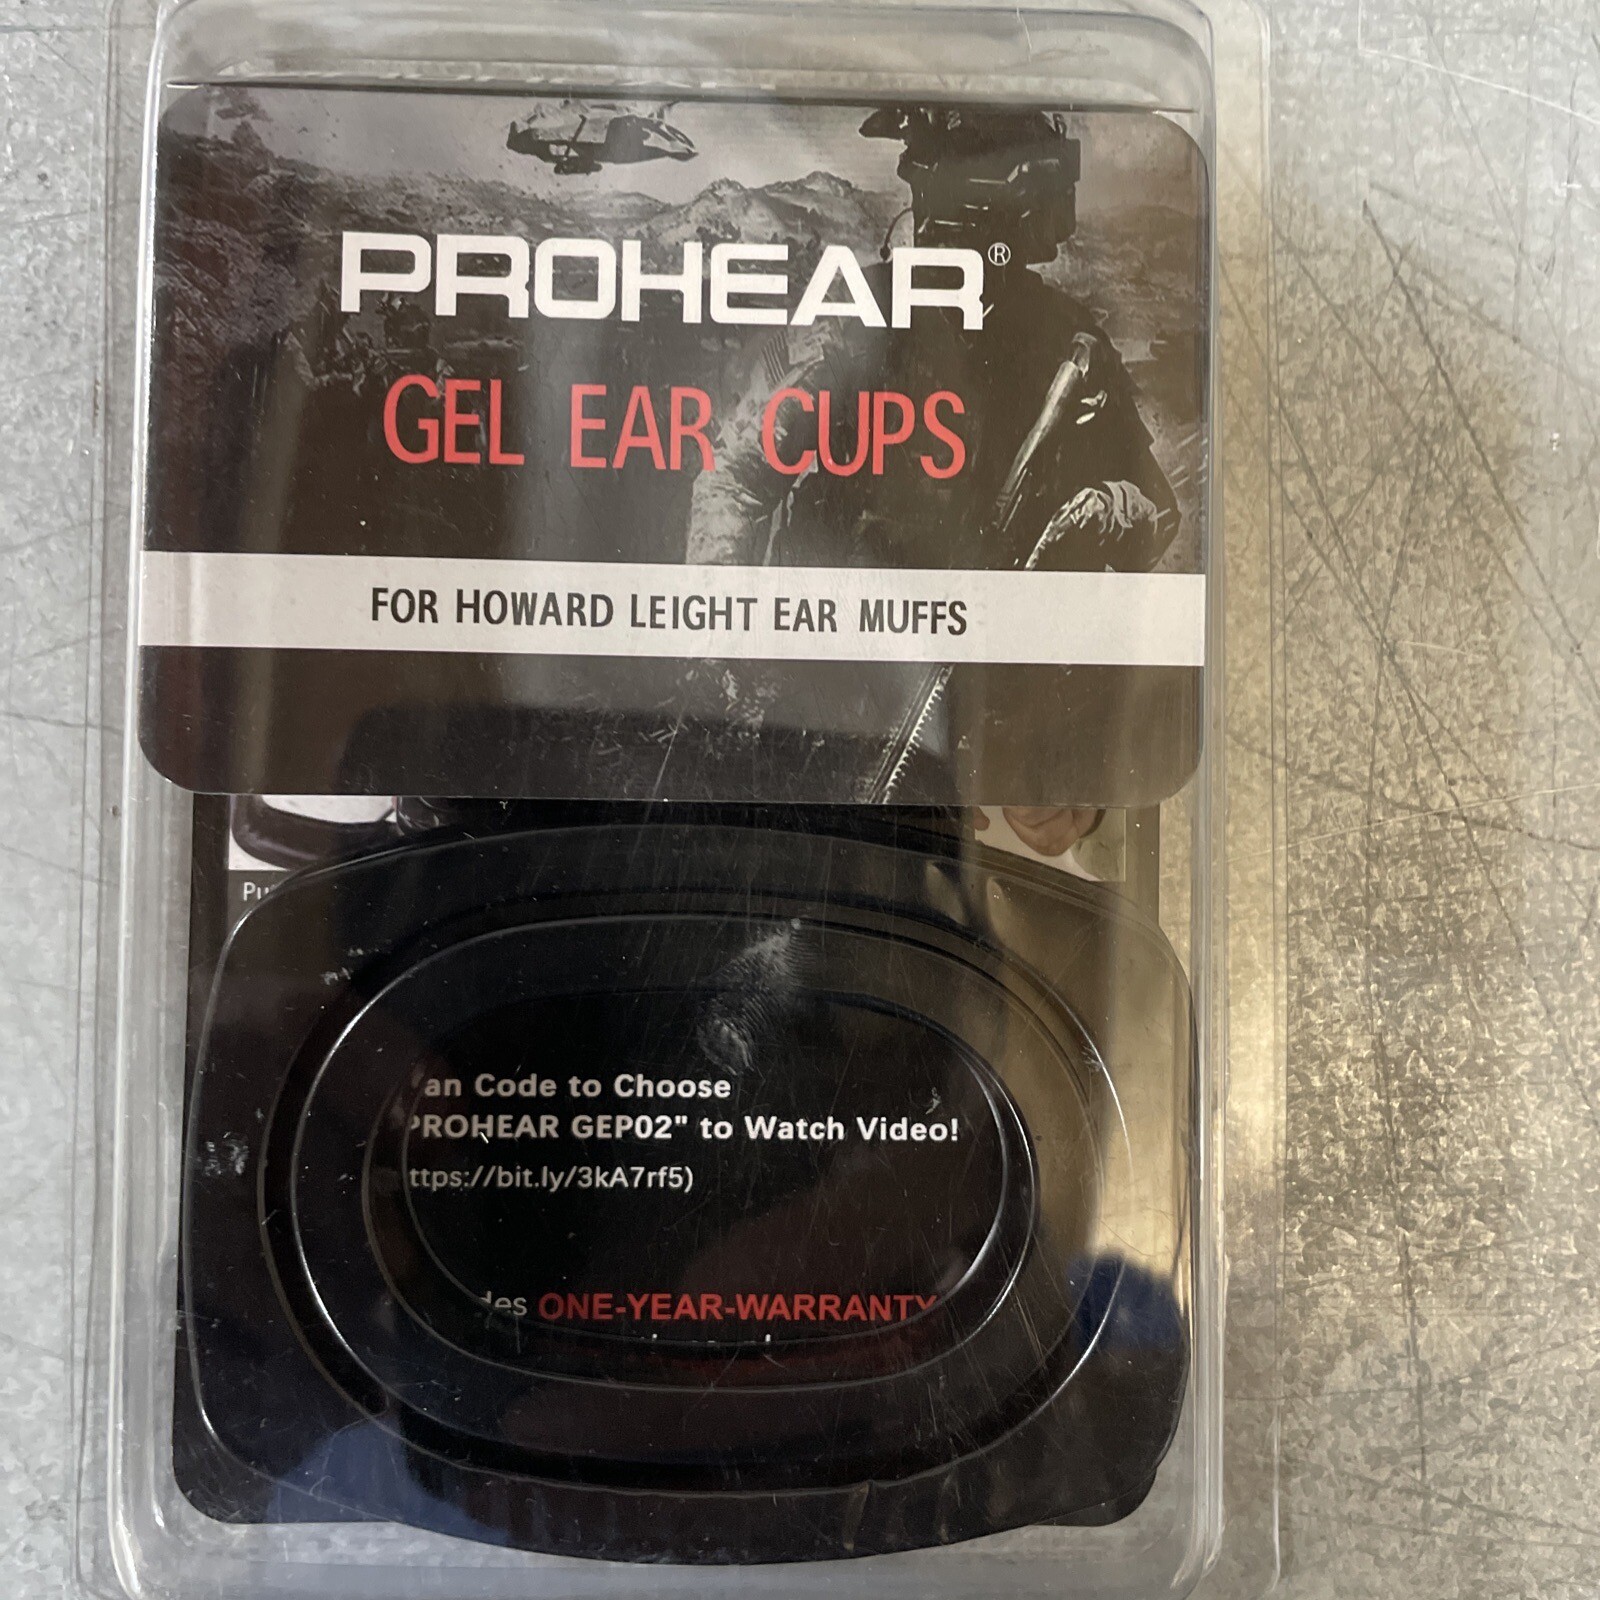 PROHEAR®
GEL EAR CUPS
FOR HOWARD LEIGHT EAR MUFFS
Pu
an Code to Choose
PROHEAR GEP02" to Watch Video!
ttps://bit.ly/3kA7rf5)
des ONE-YEAR-WARRANTY